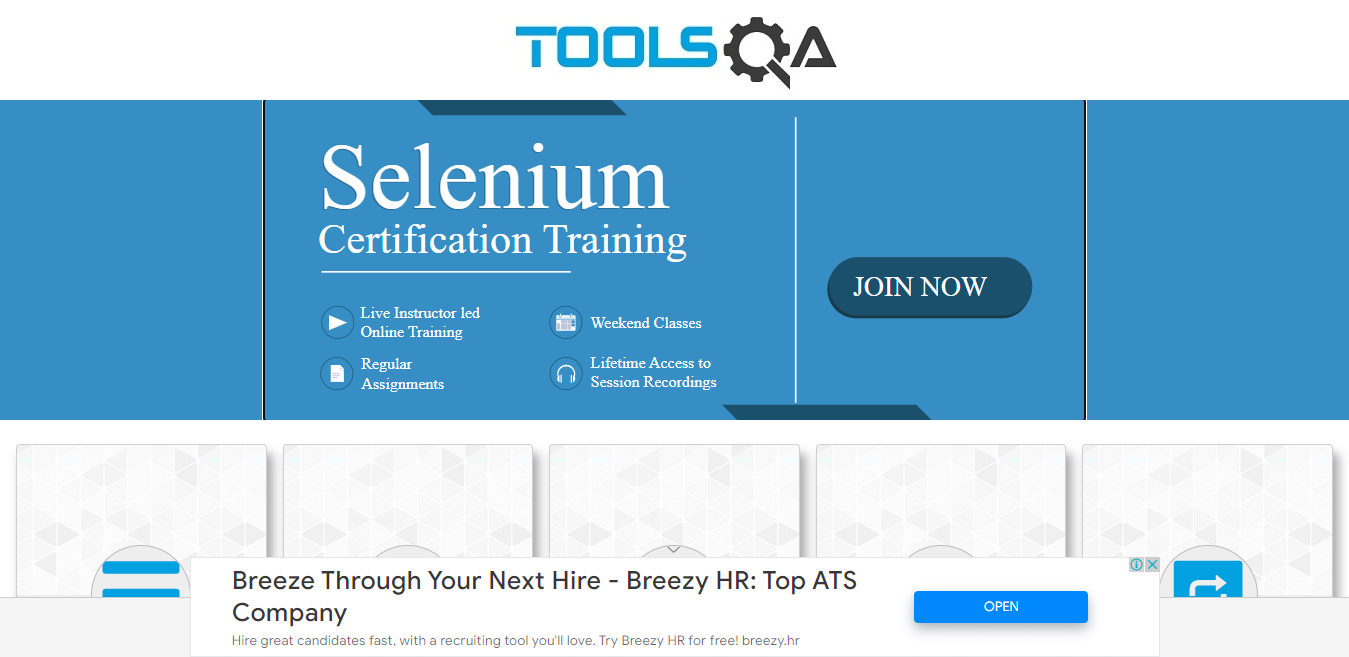 TOOLSQA
Selenium
Certification Training
JOIN NOW
Live Instructor led
Online Training
Weekend Classes
Regular
Assignments
Lifetime Access to
Session Recordings
Breeze Through Your Next Hire - Breezy HR: Top ATS
Company
Hire great candidates fast, with a recruiting tool you'll love. Try Breezy HR for free! breezy.hr
OPEN